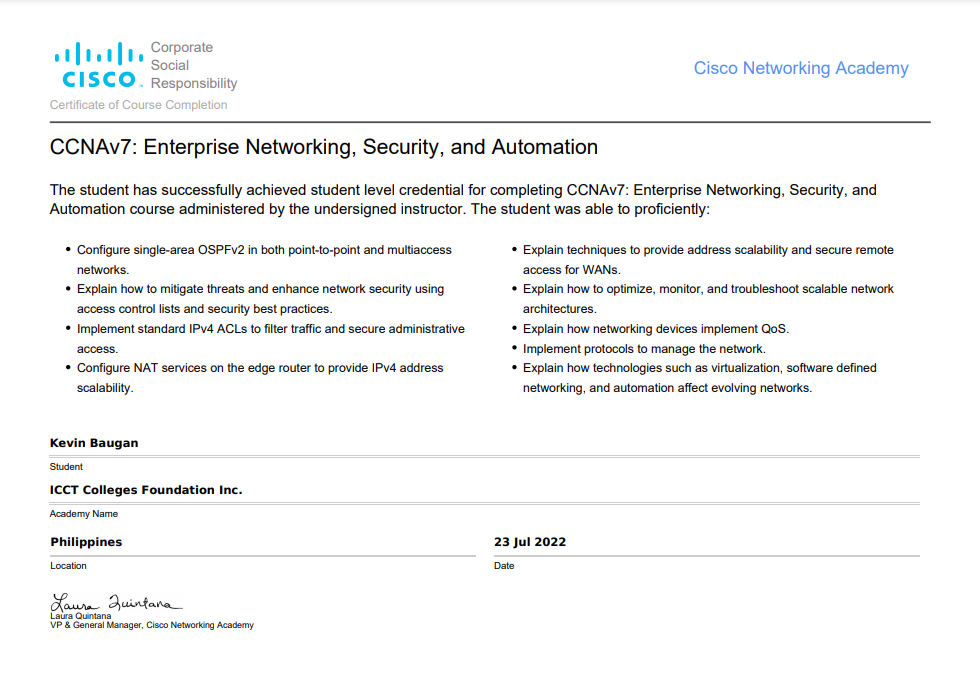 Corporate
Social
Responsibility
CISCO
Cisco Networking Academy
Certificate of Course Completion
CCNAv7: Enterprise Networking, Security, and Automation
The student has successfully achieved student level credential for completing CCNAv7: Enterprise Networking, Security, and
Automation course administered by the undersigned instructor. The student was able to proficiently:
• Configure single-area OSPFv2 in both point-to-point and multiaccess
networks.
• Explain how to mitigate threats and enhance network security using
access control lists and security best practices.
• Implement standard IPv4 ACLs to filter traffic and secure administrative
access.
• Configure NAT services on the edge router to provide IPv4 address
scalability.
• Explain techniques to provide address scalability and secure remote
access for WANs.
• Explain how to optimize, monitor, and troubleshoot scalable network
architectures.
• Explain how networking devices implement QoS.
• Implement protocols to manage the network.
• Explain how technologies such as virtualization, software defined
networking, and automation affect evolving networks.
Kevin Baugan
Student
ICCT Colleges Foundation Inc.
Academy Name
Philippines
Location
23 Jul 2022
Date
Laura Quintana
Laura Quintana
VP & General Manager, Cisco Networking Academy